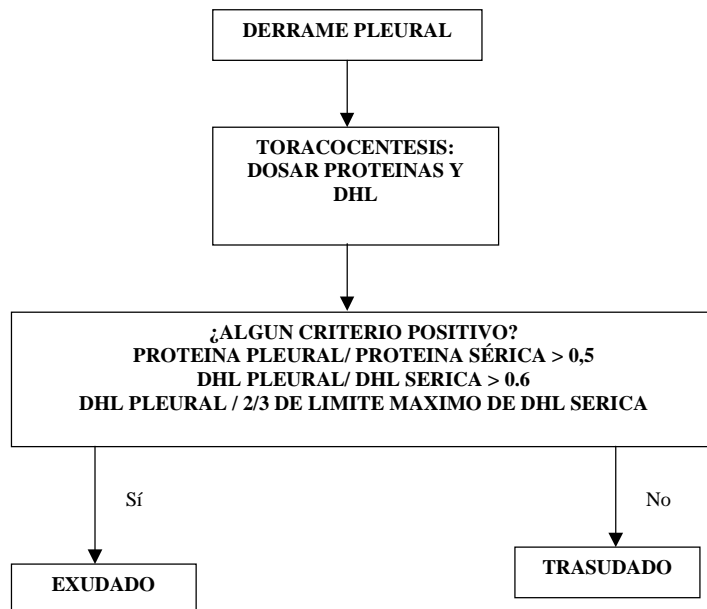 DERRAME PLEURAL
TORACOCENTESIS:
DOSAR PROTEINAS Y
DHL
¿ALGUN CRITERIO POSITIVO?
PROTEINA PLEURAL/ PROTEINA SÉRICA > 0,5
DHL PLEURAL/ DHL SERICA > 0.6
DHL PLEURAL / 2/3 DE LIMITE MAXIMO DE DHL SERICA
Sí
No
EXUDADO
TRASUDADO